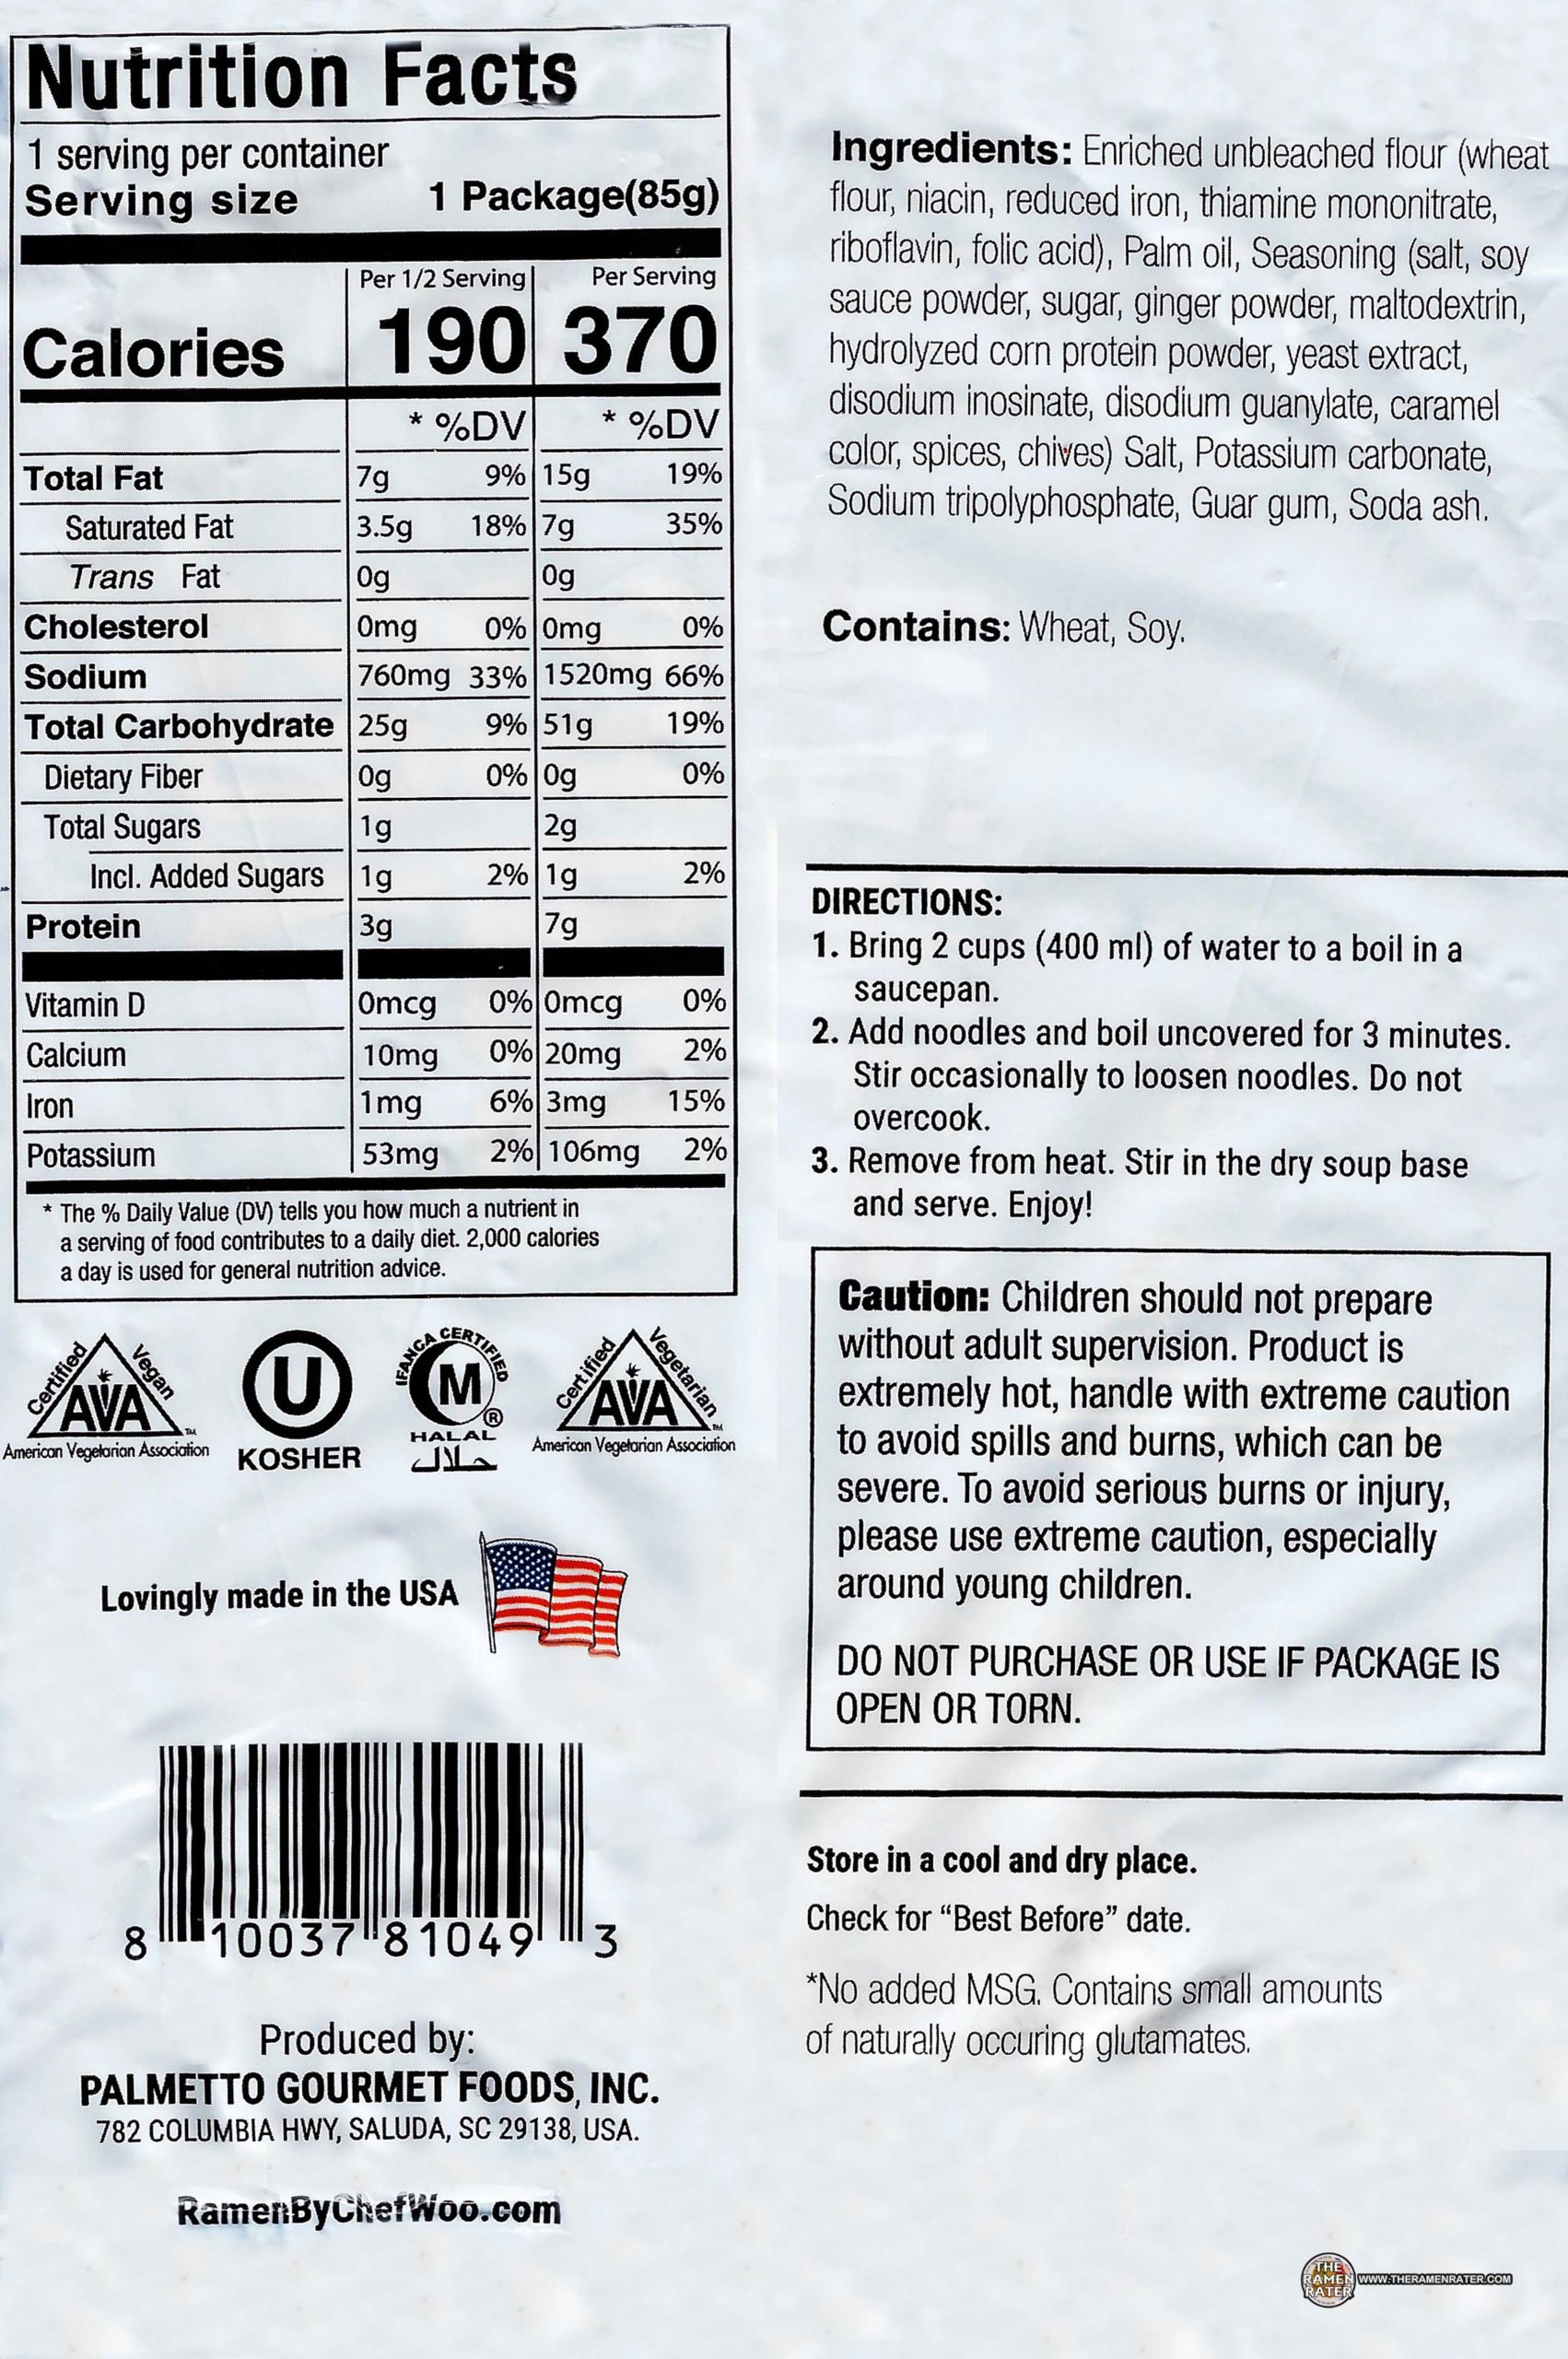 Nutrition Facts
1 serving per container
Serving size 1 Package(85g)
Per 1/2 Serving Per Serving
Calories 190 370
* %DV * %DV
Total Fat 7g 9% 15g 19%
Saturated Fat 3.5g 18% 7g 35%
Trans Fat 0g 0g
Cholesterol 0mg 0% 0mg 0%
Sodium 760mg 33% 1520mg 66%
Total Carbohydrate 25g 9% 51g 19%
Dietary Fiber 0g 0% 0g 0%
Total Sugars 1g 2g
Incl. Added Sugars 1g 2% 1g 2%
Protein 3g 7g
Vitamin D 0mcg 0% 0mcg 0%
Calcium 10mg 0% 20mg 2%
Iron 1mg 6% 3mg 15%
Potassium 53mg 2% 106mg 2%
* The % Daily Value (DV) tells you how much a nutrient in
a serving of food contributes to a daily diet. 2,000 calories
a day is used for general nutrition advice.
Certified Vegan
AVA
TM
American Vegetarian Association
U
KOSHER
IFANCA CERTIFIED
M
®
HALAL
حلال
Certified Vegetarian
AVA
TM
American Vegetarian Association
Lovingly made in the USA
8 10037 81049 3
Produced by:
PALMETTO GOURMET FOODS, INC.
782 COLUMBIA HWY, SALUDA, SC 29138, USA.
RamenByChefWoo.com
Ingredients: Enriched unbleached flour (wheat
flour, niacin, reduced iron, thiamine mononitrate,
riboflavin, folic acid), Palm oil, Seasoning (salt, soy
sauce powder, sugar, ginger powder, maltodextrin,
hydrolyzed corn protein powder, yeast extract,
disodium inosinate, disodium guanylate, caramel
color, spices, chives) Salt, Potassium carbonate,
Sodium tripolyphosphate, Guar gum, Soda ash.
Contains: Wheat, Soy.
DIRECTIONS:
1. Bring 2 cups (400 ml) of water to a boil in a
saucepan.
2. Add noodles and boil uncovered for 3 minutes.
Stir occasionally to loosen noodles. Do not
overcook.
3. Remove from heat. Stir in the dry soup base
and serve. Enjoy!
Caution: Children should not prepare
without adult supervision. Product is
extremely hot, handle with extreme caution
to avoid spills and burns, which can be
severe. To avoid serious burns or injury,
please use extreme caution, especially
around young children.
DO NOT PURCHASE OR USE IF PACKAGE IS
OPEN OR TORN.
Store in a cool and dry place.
Check for “Best Before” date.
*No added MSG. Contains small amounts
of naturally occuring glutamates.
THE
RAMEN
RATER
WWW.THERAMENRATER.COM